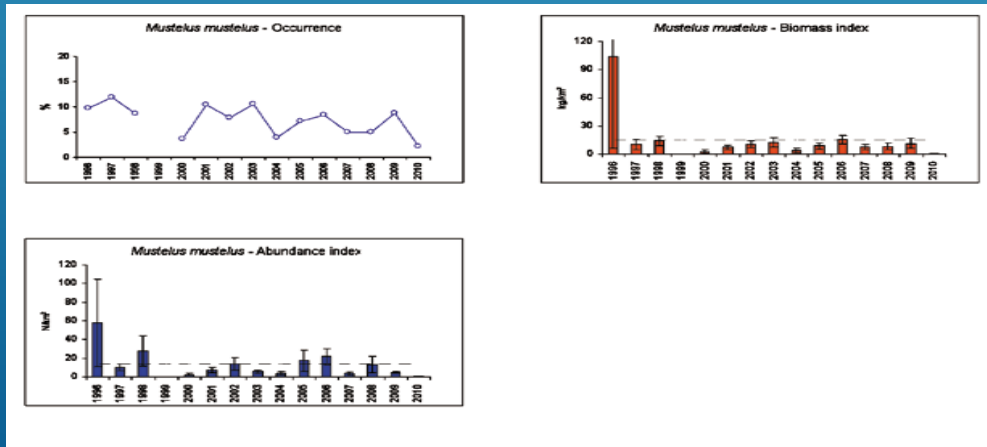 Mustelus mustelus - Occurrence
20
15
10
5
0
%
1996 1997 1998 1999 2000 2001 2002 2003 2004 2005 2006 2007 2008 2009 2010
Mustelus mustelus - Biomass index
120
90
60
30
0
kg/km²
1996 1997 1998 1999 2000 2001 2002 2003 2004 2005 2006 2007 2008 2009 2010
Mustelus mustelus - Abundance index
120
100
80
60
40
20
0
N/km²
1996 1997 1998 1999 2000 2001 2002 2003 2004 2005 2006 2007 2008 2009 2010